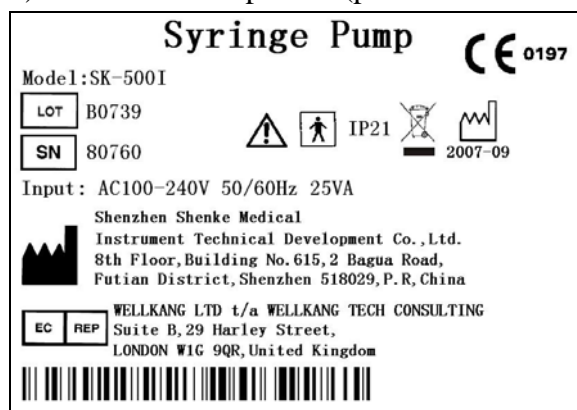 Syringe Pump
CE 0197
Model:SK-500I
LOT B0739
SN 80760
IP21
2007-09
Input: AC100-240V 50/60Hz 25VA
Shenzhen Shenke Medical
Instrument Technical Development Co.,Ltd.
8th Floor,Building No.615,2 Bagua Road,
Futian District,Shenzhen 518029,P.R,China
EC REP
WELLKANG LTD t/a WELLKANG TECH CONSULTING
Suite B,29 Harley Street,
LONDON W1G 9QR,United Kingdom